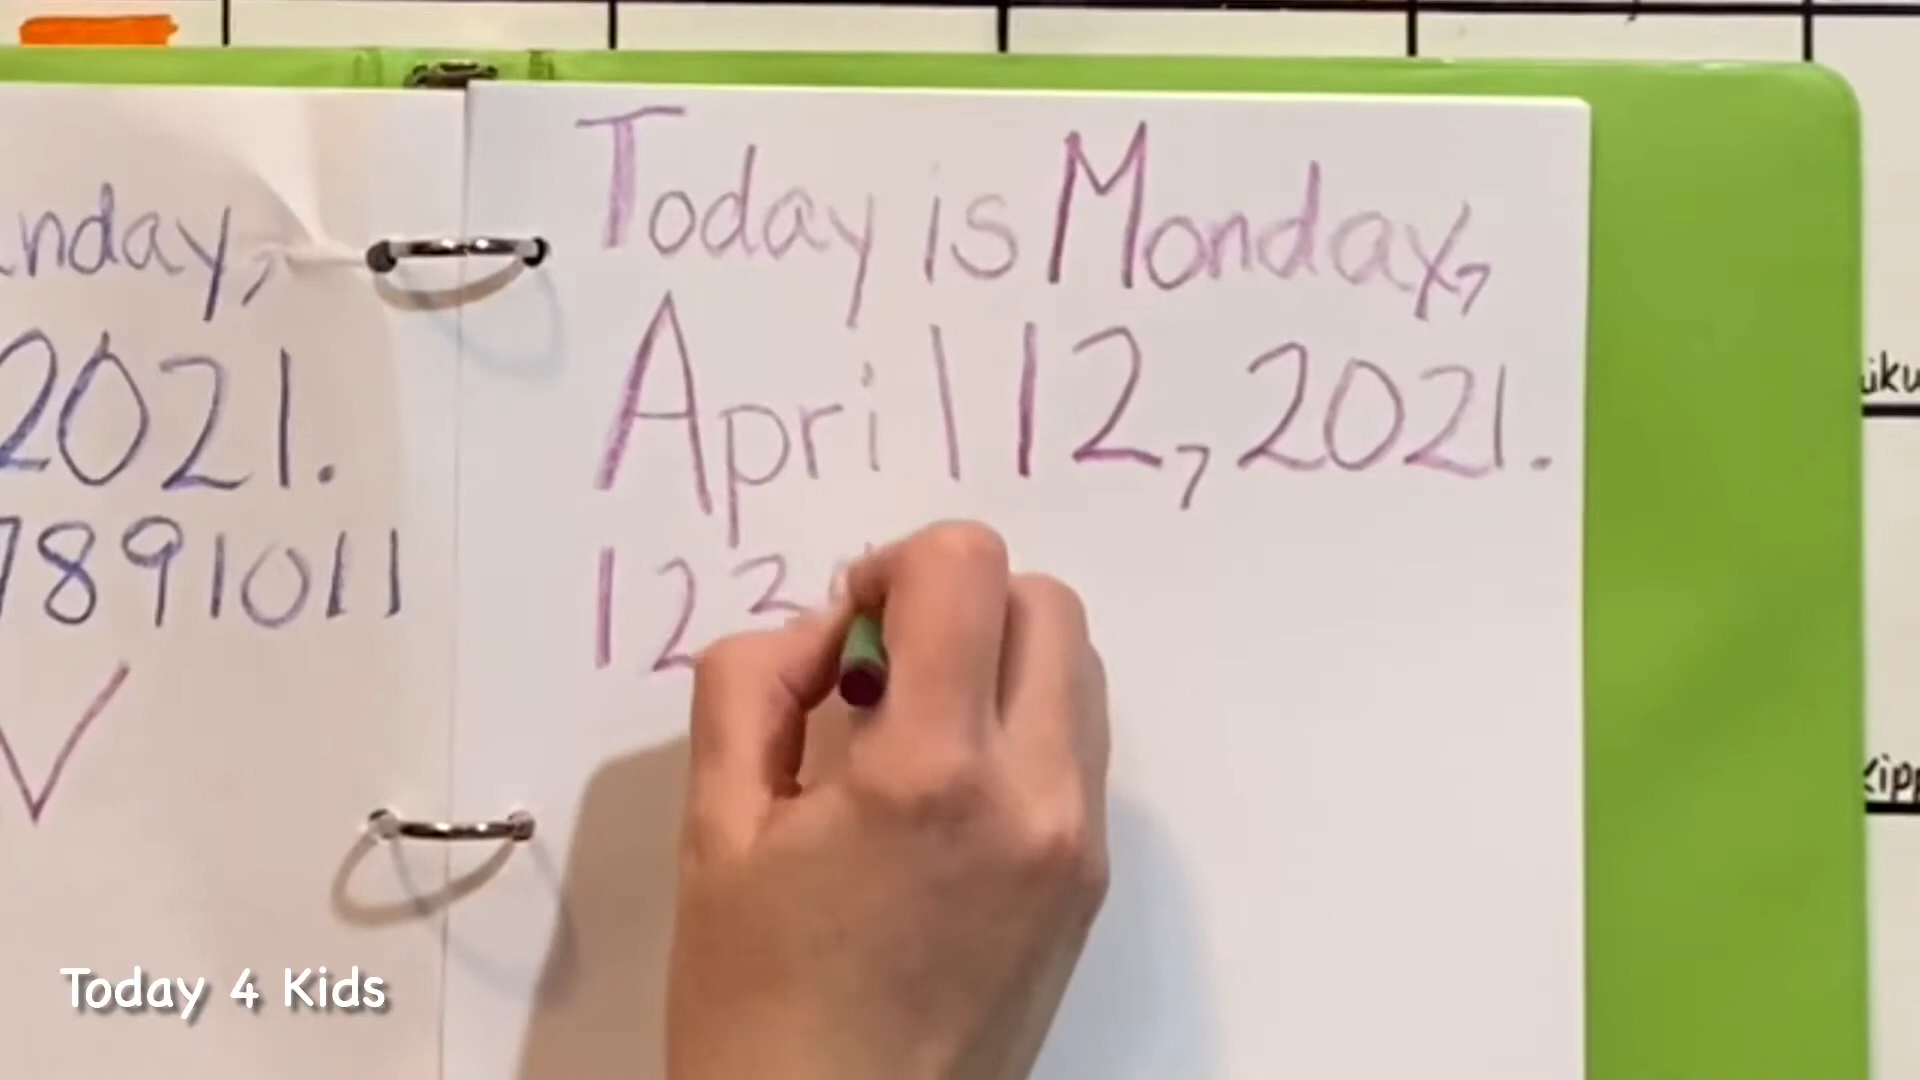 nday,
2021.
7891011
Today is Monday,
April 12, 2021.
123
Today 4 Kids